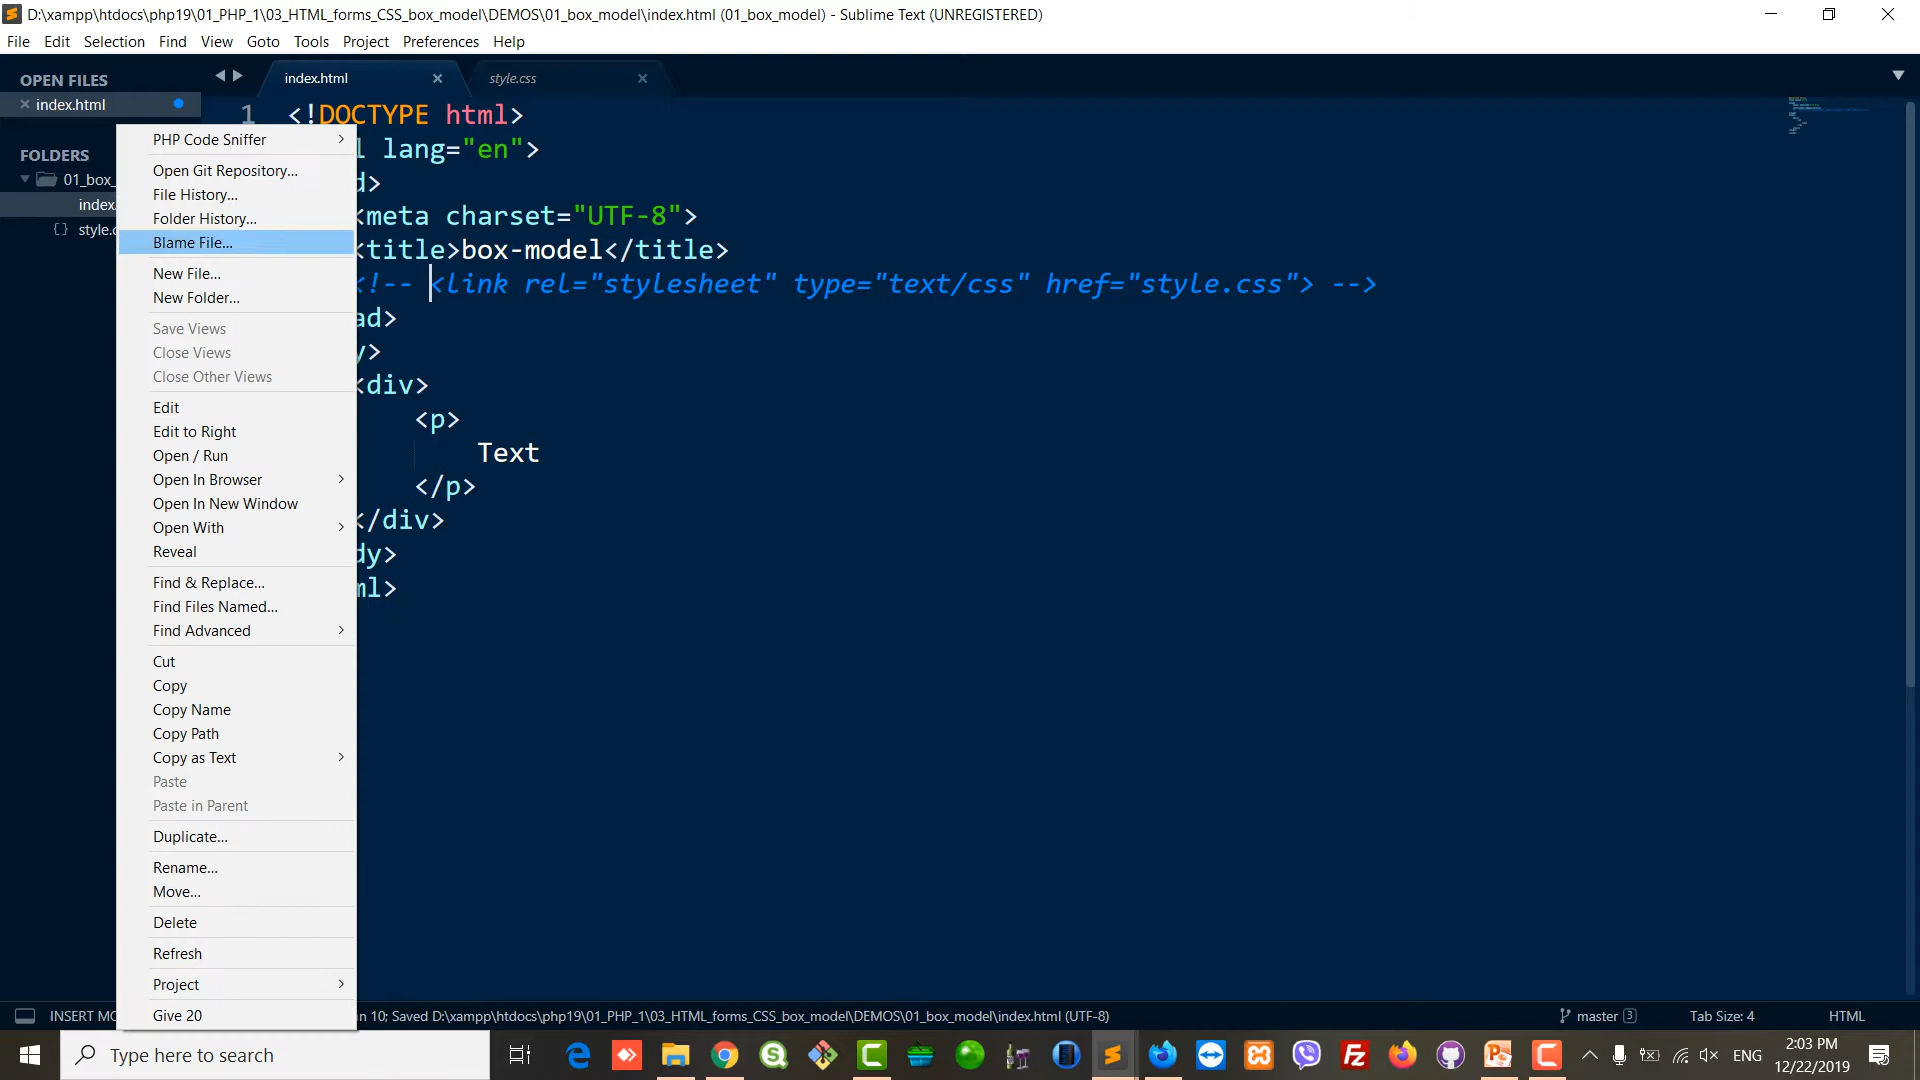 D:\xampp\htdocs\php19\01_PHP_1\03_HTML_forms_CSS_box_model\DEMOS\01_box_model\index.html (01_box_model) - Sublime Text (UNREGISTERED)
File Edit Selection Find View Goto Tools Project Preferences Help
OPEN FILES
index.html
FOLDERS
01_box_
index.
{} style.c
index.html
style.css
1 <!DOCTYPE html>
l lang="en">
d>
<meta charset="UTF-8">
<title>box-model</title>
<!-- <link rel="stylesheet" type="text/css" href="style.css"> -->
ad>
y>
<div>
<p>
Text
</p>
</div>
dy>
ml>
PHP Code Sniffer
Open Git Repository...
File History...
Folder History...
Blame File...
New File...
New Folder...
Save Views
Close Views
Close Other Views
Edit
Edit to Right
Open / Run
Open In Browser
Open In New Window
Open With
Reveal
Find & Replace...
Find Files Named...
Find Advanced
Cut
Copy
Copy Name
Copy Path
Copy as Text
Paste
Paste in Parent
Duplicate...
Rename...
Move...
Delete
Refresh
Project
Give 20
INSERT MO
n 10; Saved D:\xampp\htdocs\php19\01_PHP_1\03_HTML_forms_CSS_box_model\DEMOS\01_box_model\index.html (UTF-8)
master 3
Tab Size: 4
HTML
Type here to search
ENG
2:03 PM
12/22/2019